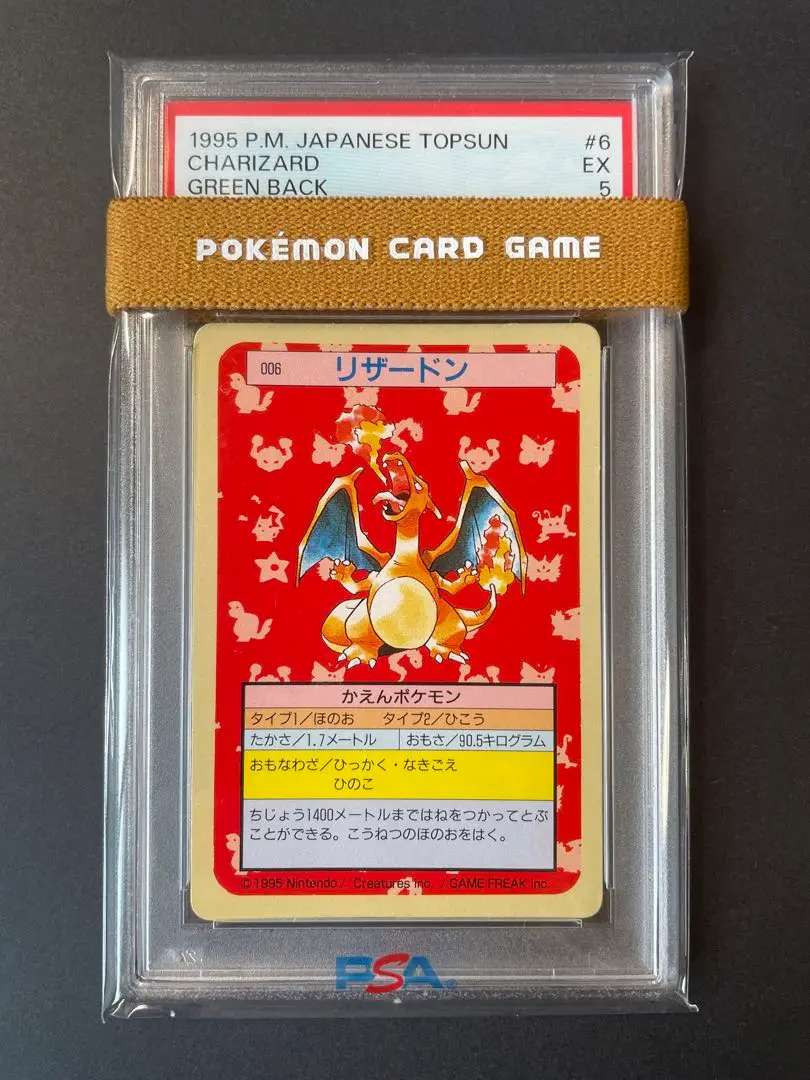 1995 P.M. JAPANESE TOPSUN #6
CHARIZARD EX
GREEN BACK 5
POKÉMON CARD GAME
006 リザードン
かえんポケモン
タイプ1/ほのお タイプ2/ひこう
たかさ/1.7メートル おもさ/90.5キログラム
おもなわざ/ひっかく・なきごえ
ひのこ
ちじょう1400メートルまではねをつかってとぶ
ことができる。こうねつのほのおをはく。
© 1995 Nintendo / Creatures inc. / GAME FREAK inc.
PSA®